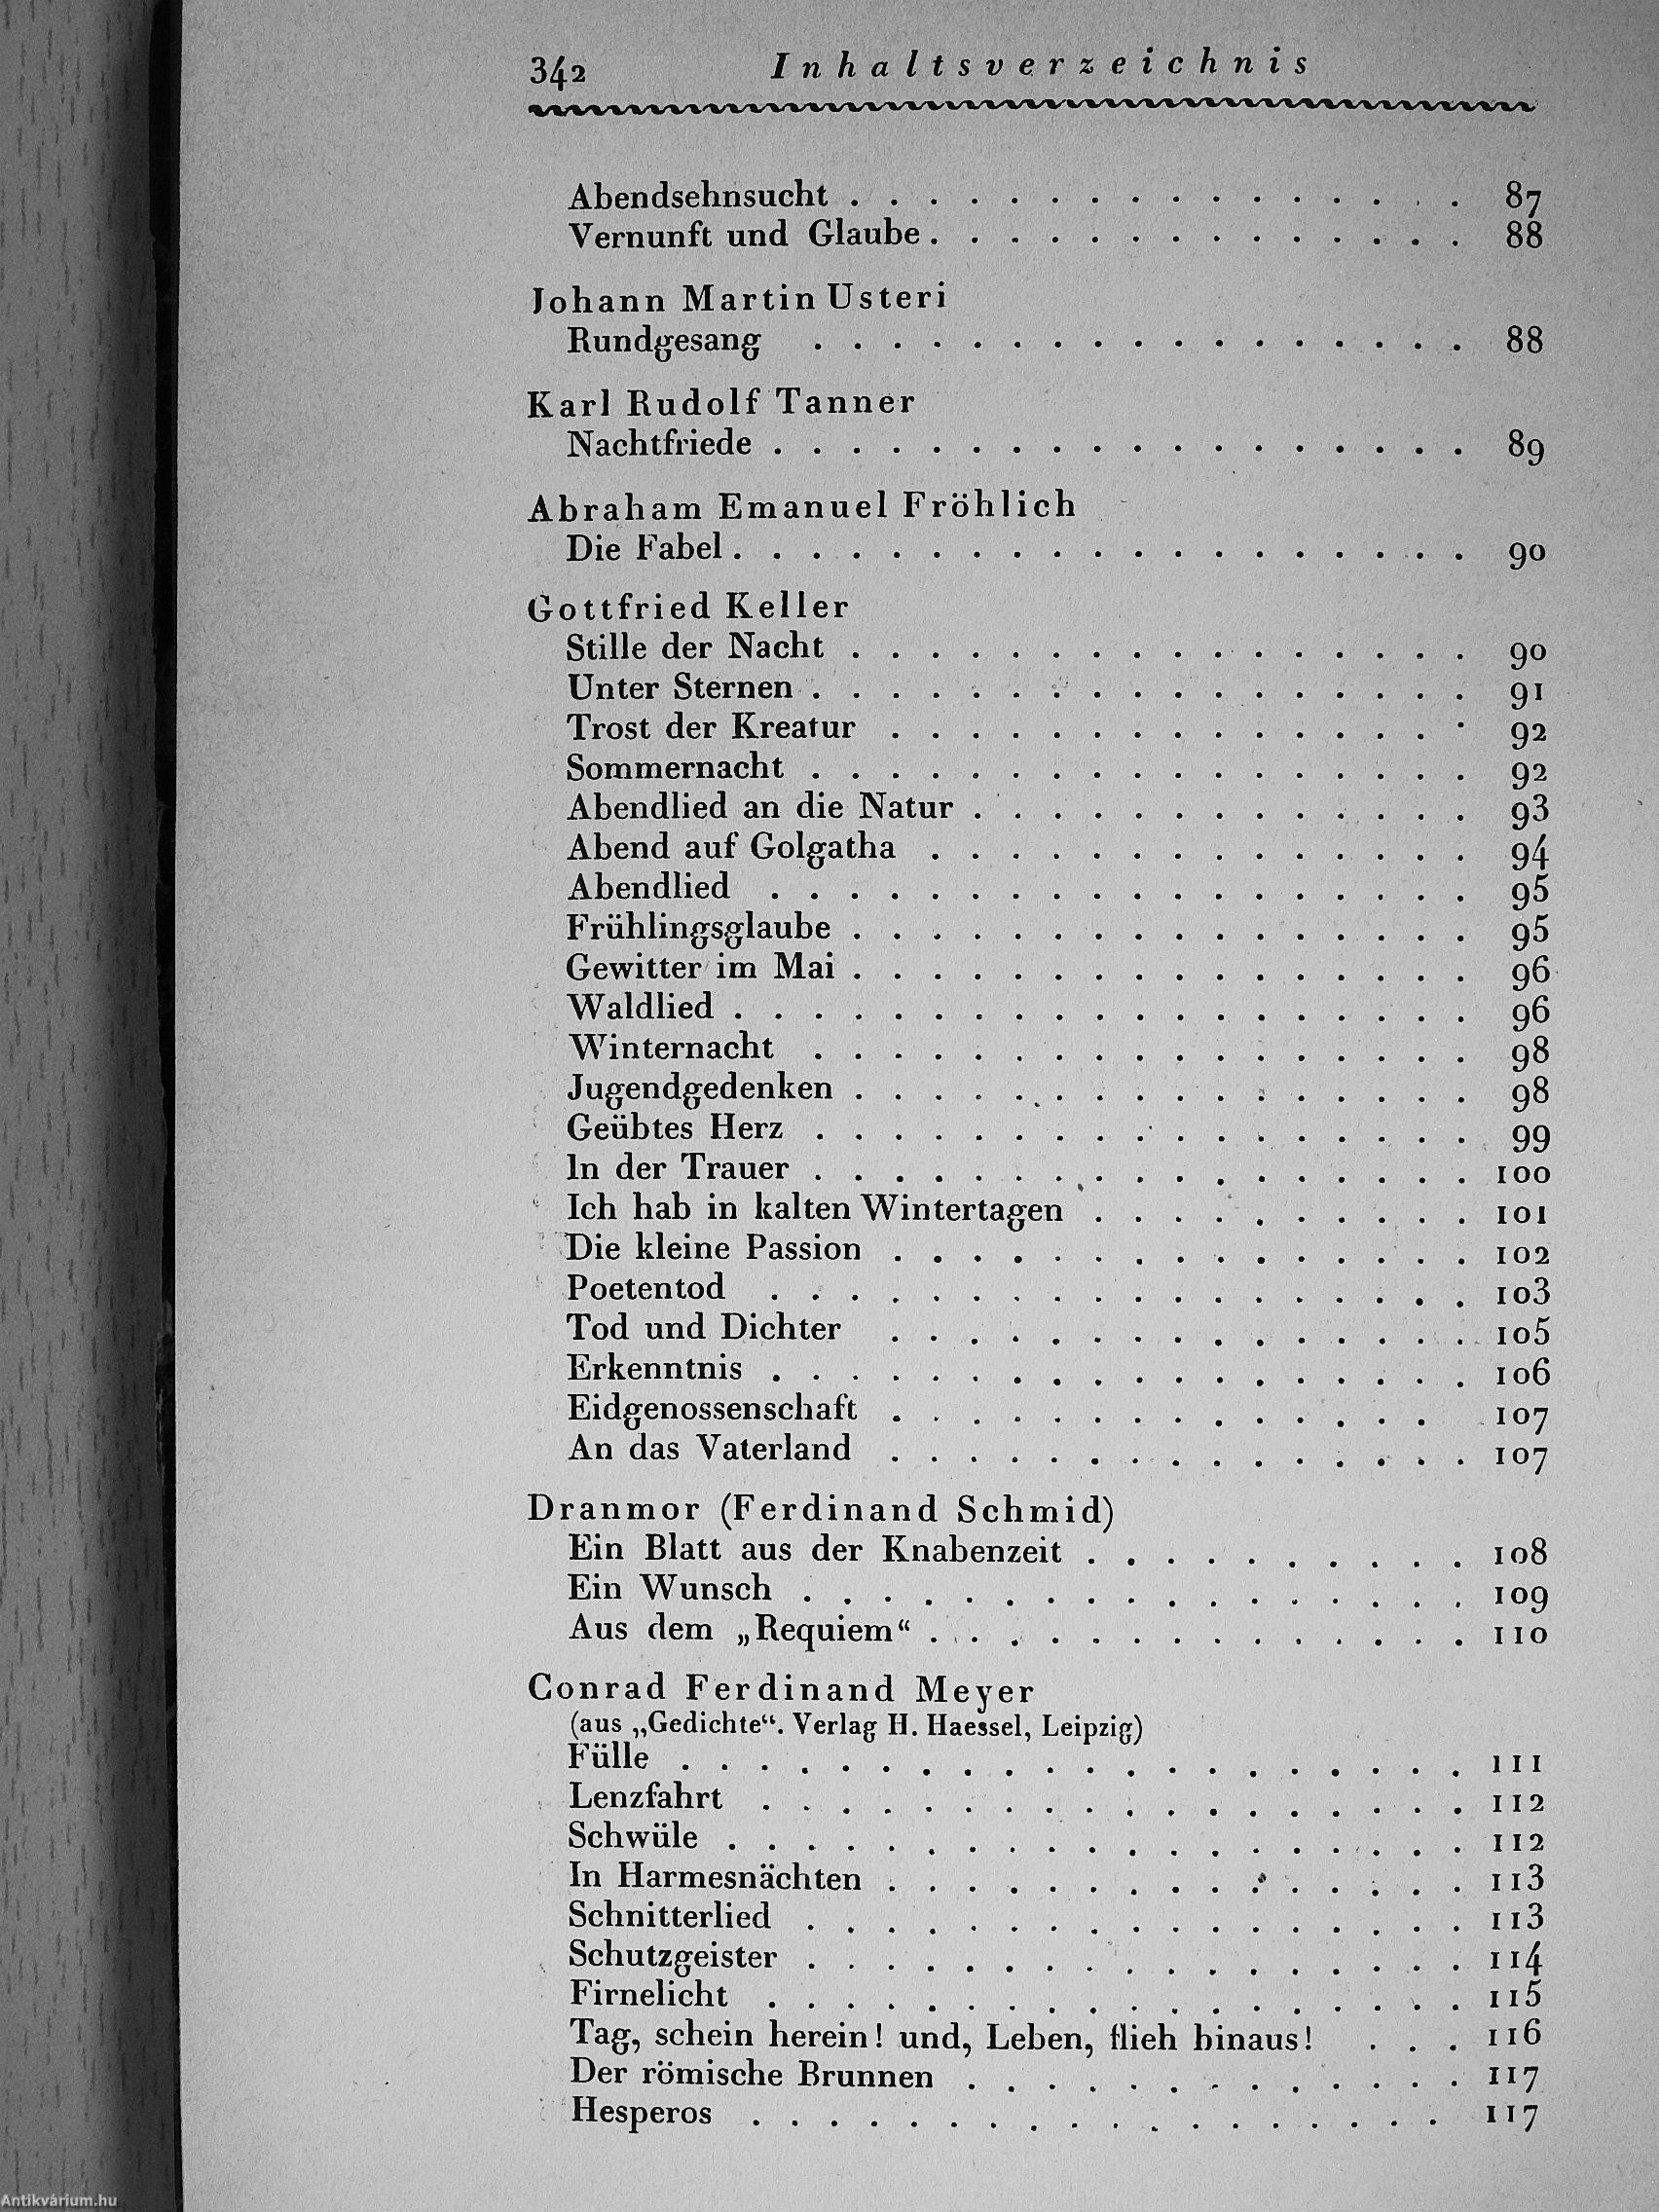 342 Inhaltsverzeichnis
Abendsehnsucht . . . . . . . . . . . . . . . . 87
Vernunft und Glaube . . . . . . . . . . . . . . 88
Johann Martin Usteri
Rundgesang . . . . . . . . . . . . . . . . . 88
Karl Rudolf Tanner
Nachtfriede . . . . . . . . . . . . . . . . . . 89
Abraham Emanuel Fröhlich
Die Fabel . . . . . . . . . . . . . . . . . . . 90
Gottfried Keller
Stille der Nacht . . . . . . . . . . . . . . . . 90
Unter Sternen . . . . . . . . . . . . . . . . . 91
Trost der Kreatur . . . . . . . . . . . . . . . 92
Sommernacht . . . . . . . . . . . . . . . . . 92
Abendlied an die Natur . . . . . . . . . . . . . 93
Abend auf Golgatha . . . . . . . . . . . . . . 94
Abendlied . . . . . . . . . . . . . . . . . . 95
Frühlingsglaube . . . . . . . . . . . . . . . . 95
Gewitter im Mai . . . . . . . . . . . . . . . . 96
Waldlied . . . . . . . . . . . . . . . . . . . 96
Winternacht . . . . . . . . . . . . . . . . . 98
Jugendgedenken . . . . . . . . . . . . . . . . 98
Geübtes Herz . . . . . . . . . . . . . . . . . 99
In der Trauer . . . . . . . . . . . . . . . . . 100
Ich hab in kalten Wintertagen . . . . . . . . . . 101
Die kleine Passion . . . . . . . . . . . . . . . 102
Poetentod . . . . . . . . . . . . . . . . . . 103
Tod und Dichter . . . . . . . . . . . . . . . 105
Erkenntnis . . . . . . . . . . . . . . . . . . 106
Eidgenossenschaft . . . . . . . . . . . . . . 107
An das Vaterland . . . . . . . . . . . . . . . 107
Dranmor (Ferdinand Schmid)
Ein Blatt aus der Knabenzeit . . . . . . . . . . 108
Ein Wunsch . . . . . . . . . . . . . . . . . 109
Aus dem „Requiem“ . . . . . . . . . . . . . . 110
Conrad Ferdinand Meyer
(aus „Gedichte“. Verlag H. Haessel, Leipzig)
Fülle . . . . . . . . . . . . . . . . . . . . 111
Lenzfahrt . . . . . . . . . . . . . . . . . . 112
Schwüle . . . . . . . . . . . . . . . . . . . 112
In Harmesnächten . . . . . . . . . . . . . . . 113
Schnitterlied . . . . . . . . . . . . . . . . . 113
Schutzgeister . . . . . . . . . . . . . . . . . 114
Firnelicht . . . . . . . . . . . . . . . . . . 115
Tag, schein herein! und, Leben, flieh hinaus! . . . 116
Der römische Brunnen . . . . . . . . . . . . . 117
Hesperos . . . . . . . . . . . . . . . . . . 117
Antikvárium.hu